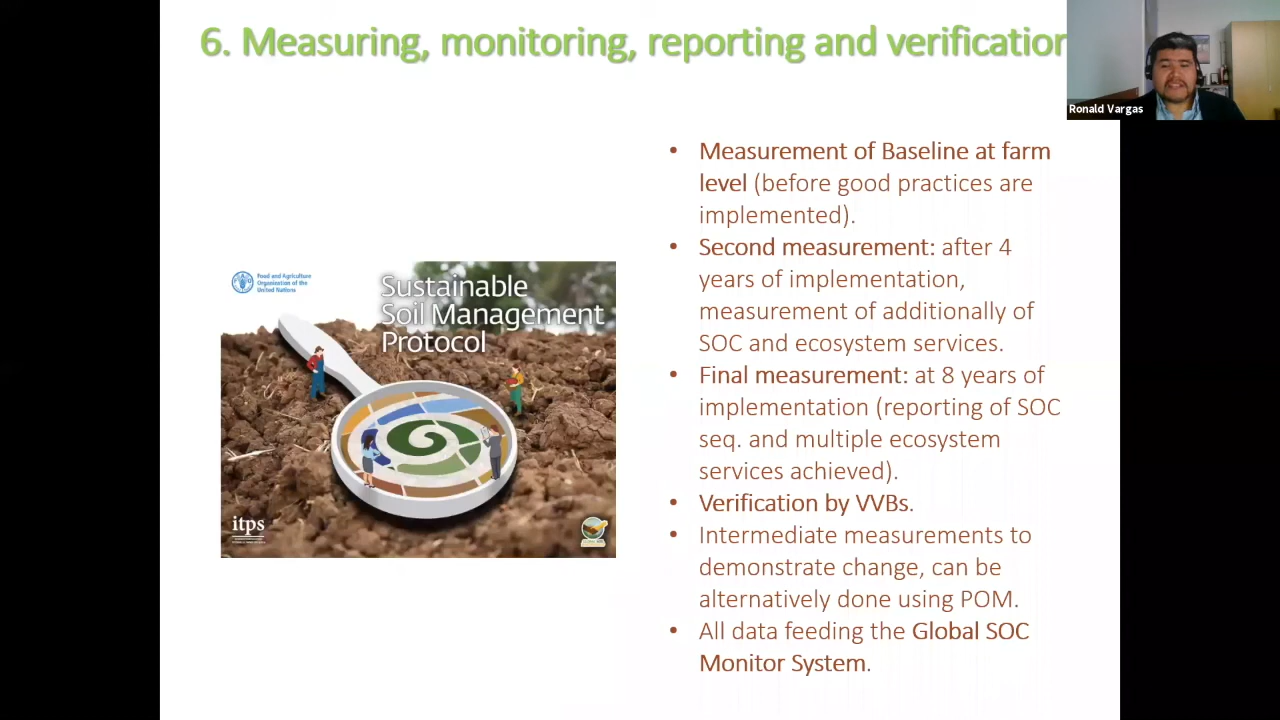 6. Measuring, monitoring, reporting and verification
Ronald Vargas
Food and Agriculture
Organization of the
United Nations
Sustainable
Soil Management
Protocol
itps
• Measurement of Baseline at farm
level (before good practices are
implemented).
• Second measurement: after 4
years of implementation,
measurement of additionally of
SOC and ecosystem services.
• Final measurement: at 8 years of
implementation (reporting of SOC
seq. and multiple ecosystem
services achieved).
• Verification by VVBs.
• Intermediate measurements to
demonstrate change, can be
alternatively done using POM.
• All data feeding the Global SOC
Monitor System.